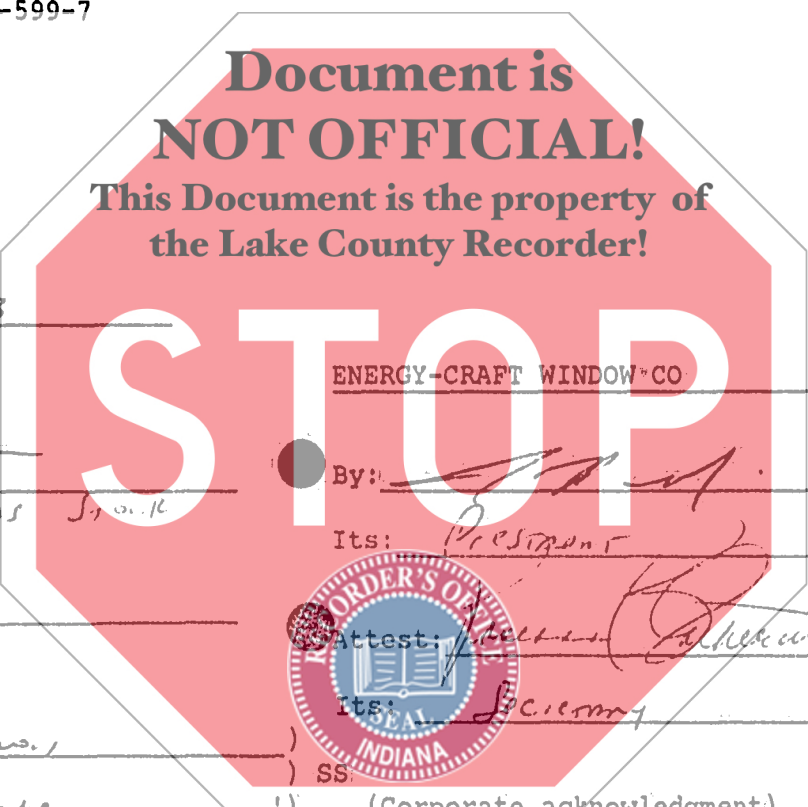 -599-7
Document is
NOT OFFICIAL!
This Document is the property of
the Lake County Recorder!
STOP
ENERGY-CRAFT WINDOW CO
By:
Its: President
RECORDER'S OFFICE
Attest:
Its: Secretary
SEAL
INDIANA
)
) SS
) (Corporate acknowledgment)